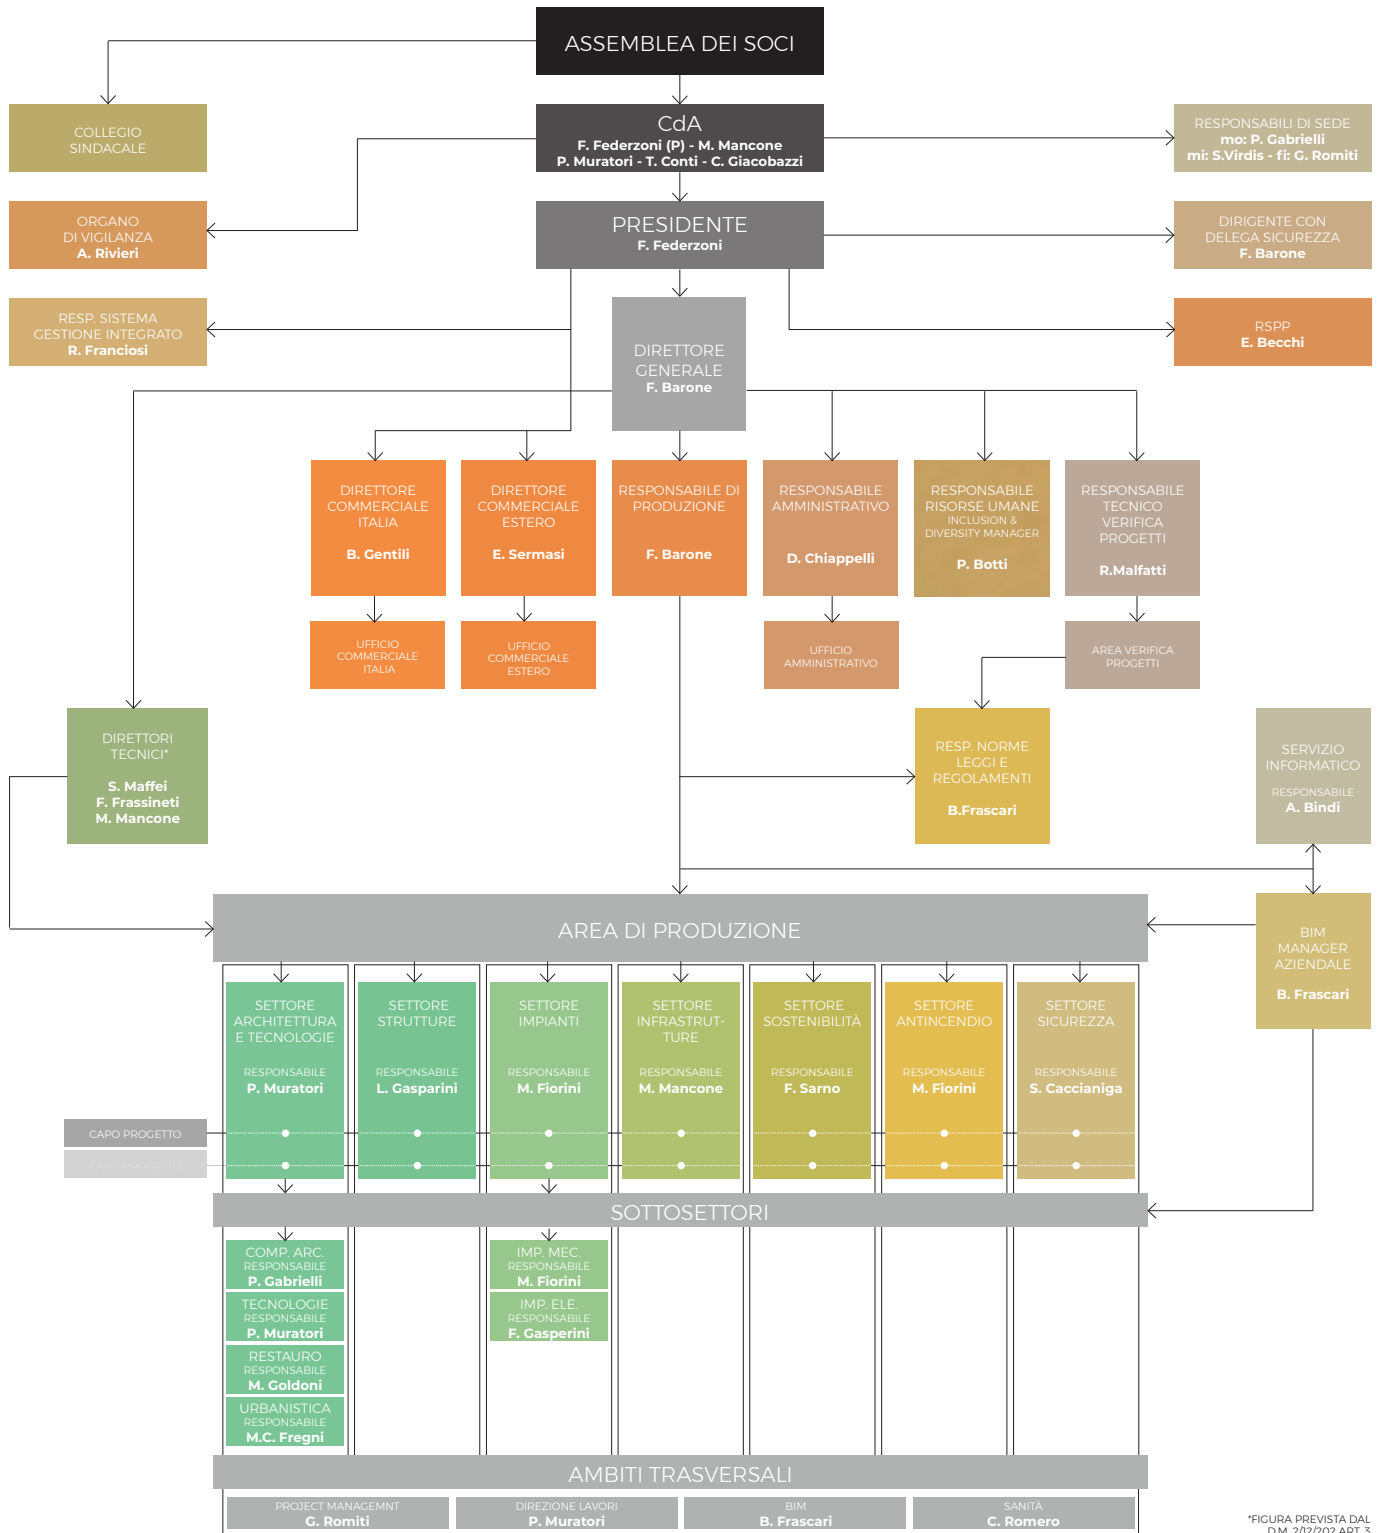 ASSEMBLEA DEI SOCI
COLLEGIO
SINDACALE
CdA
F. Federzoni (P) - M. Mancone
P. Muratori - T. Conti - C. Giacobazzi
RESPONSABILI DI SEDE
mo: P. Gabrielli
mi: S.Virdis - fi: G. Romiti
ORGANO
DI VIGILANZA
A. Rivieri
PRESIDENTE
F. Federzoni
DIRIGENTE CON
DELEGA SICUREZZA
F. Barone
RESP. SISTEMA
GESTIONE INTEGRATO
R. Franciosi
DIRETTORE
GENERALE
F. Barone
RSPP
E. Becchi
DIRETTORE
COMMERCIALE
ITALIA
B. Gentili
DIRETTORE
COMMERCIALE
ESTERO
E. Sermasi
RESPONSABILE DI
PRODUZIONE
F. Barone
RESPONSABILE
AMMINISTRATIVO
D. Chiappelli
RESPONSABILE
RISORSE UMANE
INCLUSION &
DIVERSITY MANAGER
P. Botti
RESPONSABILE
TECNICO
VERIFICA
PROGETTI
R.Malfatti
UFFICIO
COMMERCIALE
ITALIA
UFFICIO
COMMERCIALE
ESTERO
UFFICIO
AMMINISTRATIVO
AREA VERIFICA
PROGETTI
DIRETTORI
TECNICI*
S. Maffei
F. Frassineti
M. Mancone
RESP. NORME
LEGGI E
REGOLAMENTI
B.Frascari
SERVIZIO
INFORMATICO
RESPONSABILE
A. Bindi
AREA DI PRODUZIONE
BIM
MANAGER
AZIENDALE
B. Frascari
SETTORE
ARCHITETTURA
E TECNOLOGIE
RESPONSABILE
P. Muratori
SETTORE
STRUTTURE
RESPONSABILE
L. Gasparini
SETTORE
IMPIANTI
RESPONSABILE
M. Fiorini
SETTORE
INFRASTRUT-
TURE
RESPONSABILE
M. Mancone
SETTORE
SOSTENIBILITÀ
RESPONSABILE
F. Sarno
SETTORE
ANTINCENDIO
RESPONSABILE
M. Fiorini
SETTORE
SICUREZZA
RESPONSABILE
S. Caccianiga
CAPO PROGETTO
CAPO PROGETTO
SOTTOSETTORI
COMP. ARC.
RESPONSABILE
P. Gabrielli
TECNOLOGIE
RESPONSABILE
P. Muratori
RESTAURO
RESPONSABILE
M. Goldoni
URBANISTICA
RESPONSABILE
M.C. Fregni
IMP. MEC.
RESPONSABILE
M. Fiorini
IMP. ELE.
RESPONSABILE
F. Gasperini
AMBITI TRASVERSALI
PROJECT MANAGEMNT
G. Romiti
DIREZIONE LAVORI
P. Muratori
BIM
B. Frascari
SANITÀ
C. Romero
*FIGURA PREVISTA DAL
D.M. 2/12/202 ART. 3